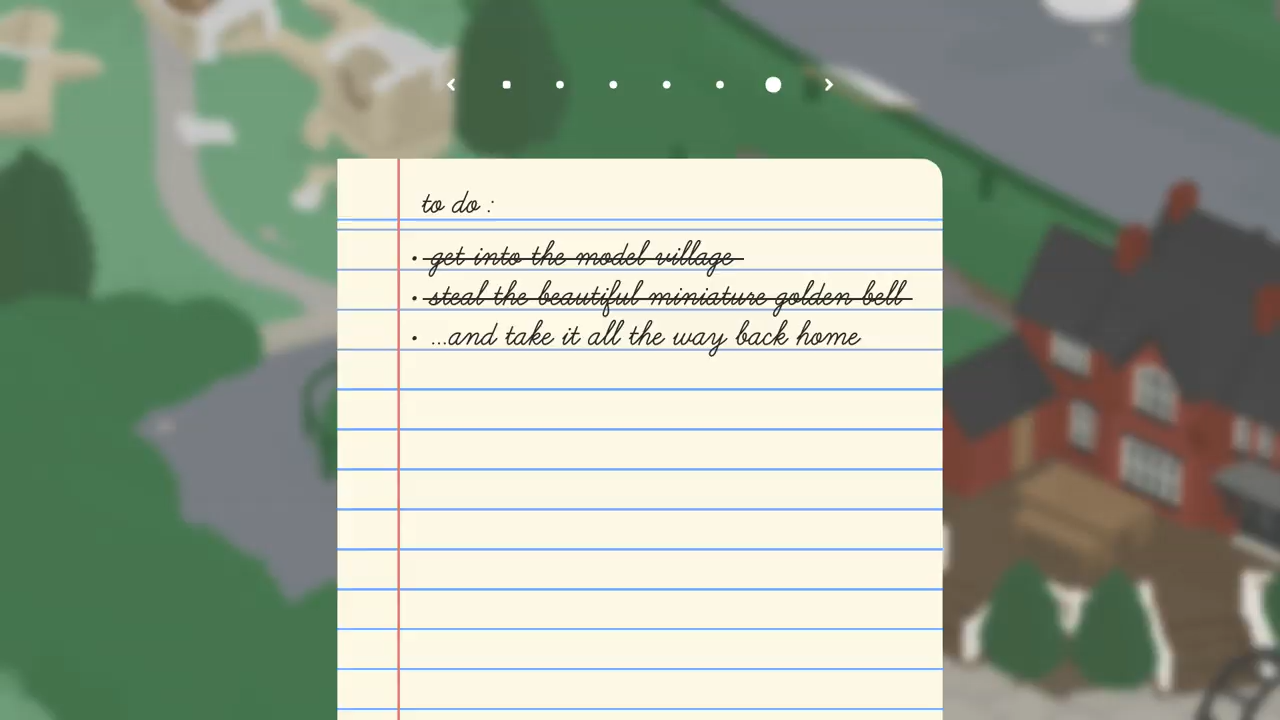 to do :
• get into the model village
• steal the beautiful miniature golden bell
• ...and take it all the way back home